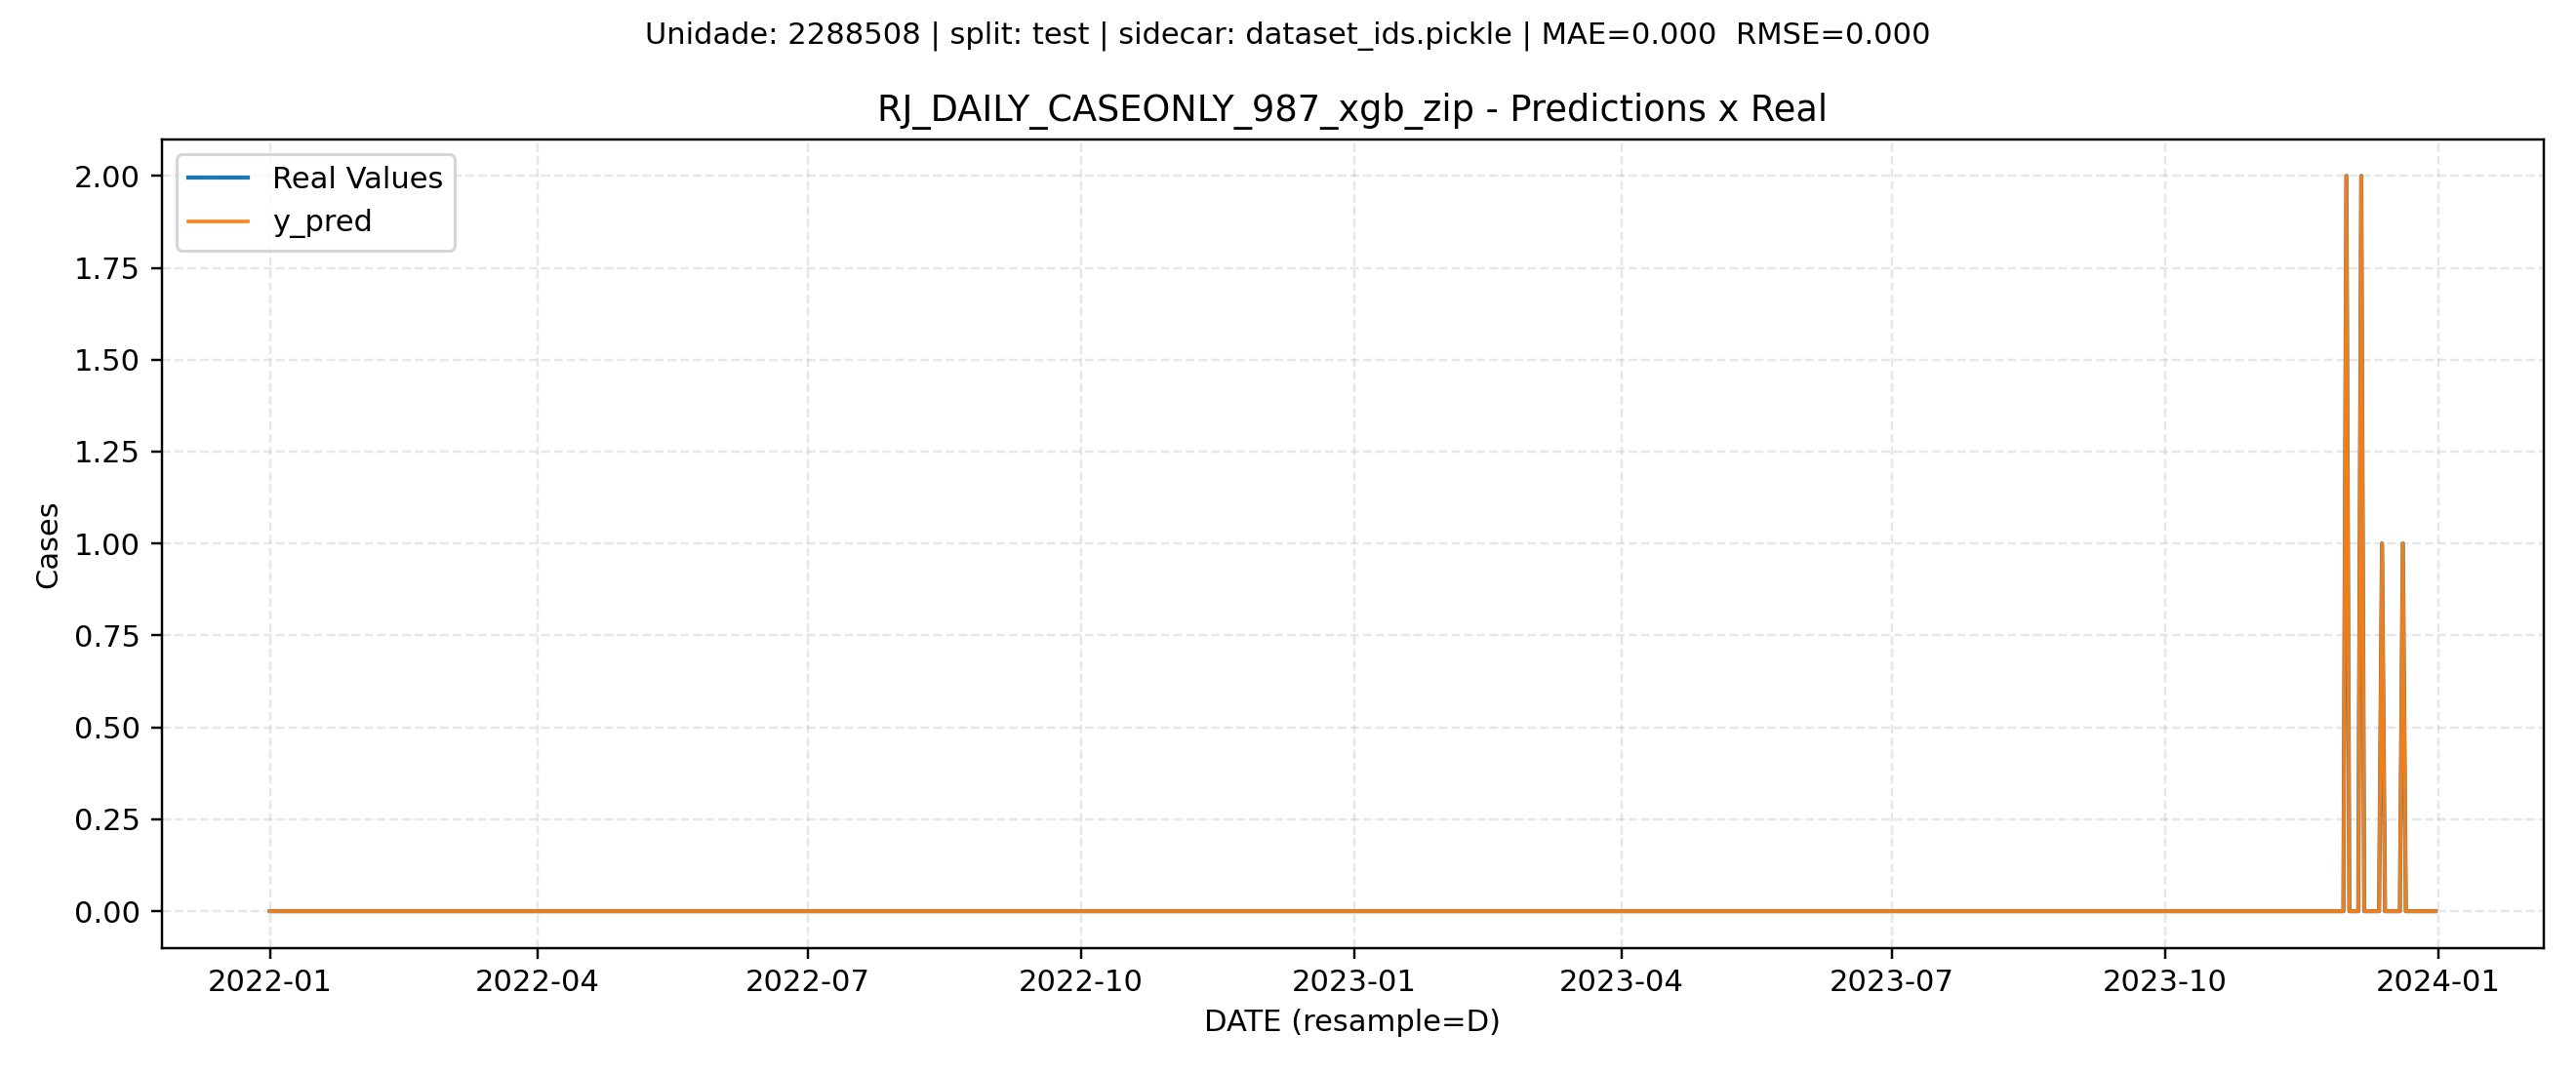 Unidade: 2288508 | split: test | sidecar: dataset_ids.pickle | MAE=0.000  RMSE=0.000
RJ_DAILY_CASEONLY_987_xgb_zip - Predictions x Real
Real Values
y_pred
2.00
1.75
1.50
1.25
1.00
0.75
0.50
0.25
0.00
Cases
2022-01 2022-04 2022-07 2022-10 2023-01 2023-04 2023-07 2023-10 2024-01
DATE (resample=D)